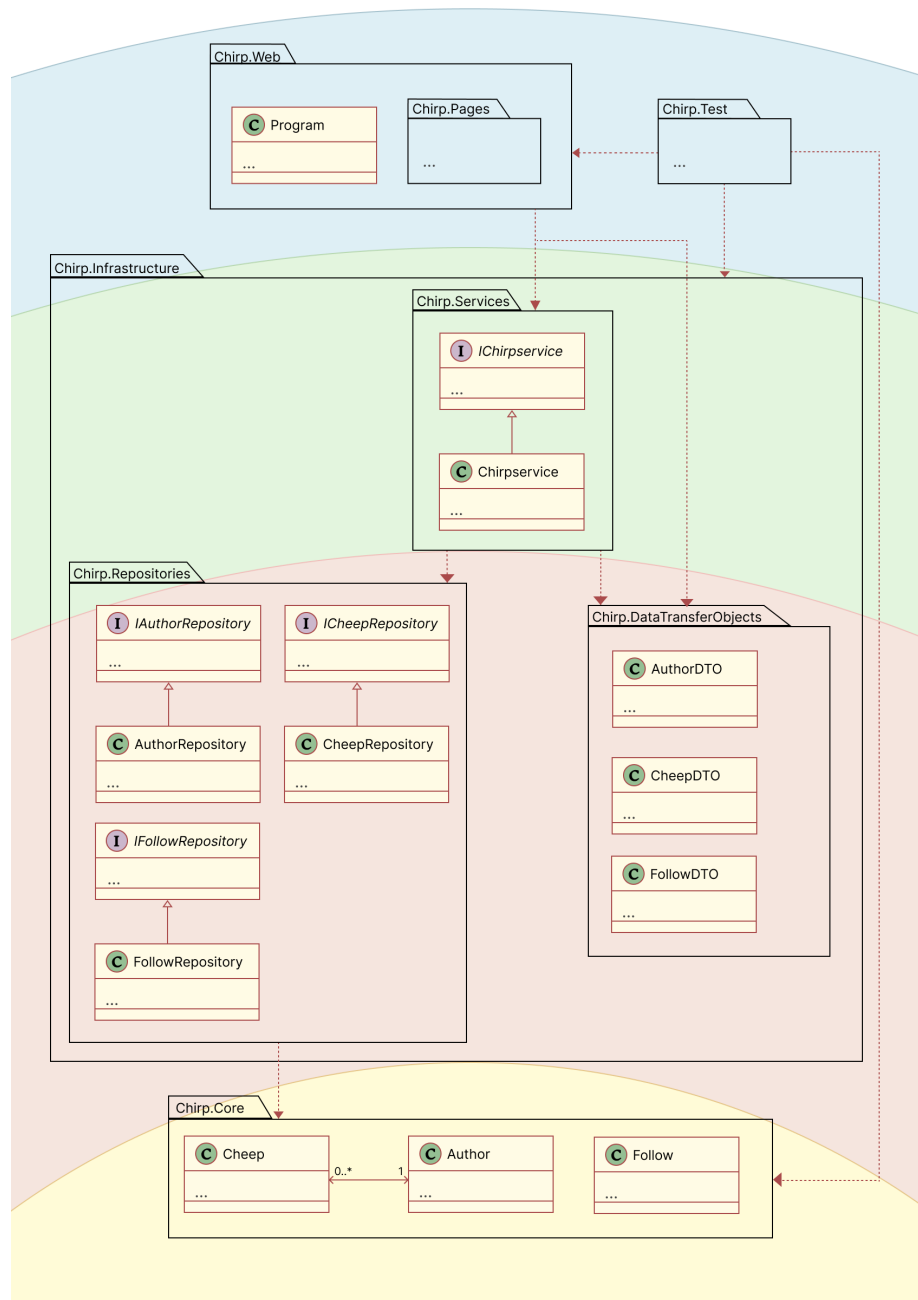 Chirp.Web
C Program
...
Chirp.Pages
...
Chirp.Test
...
Chirp.Infrastructure
Chirp.Services
I IChirpservice
...
C Chirpservice
...
Chirp.Repositories
I IAuthorRepository
...
I ICheepRepository
...
C AuthorRepository
...
C CheepRepository
...
I IFollowRepository
...
C FollowRepository
...
Chirp.DataTransferObjects
C AuthorDTO
...
C CheepDTO
...
C FollowDTO
...
Chirp.Core
C Cheep
...
0..* 1
C Author
...
C Follow
...